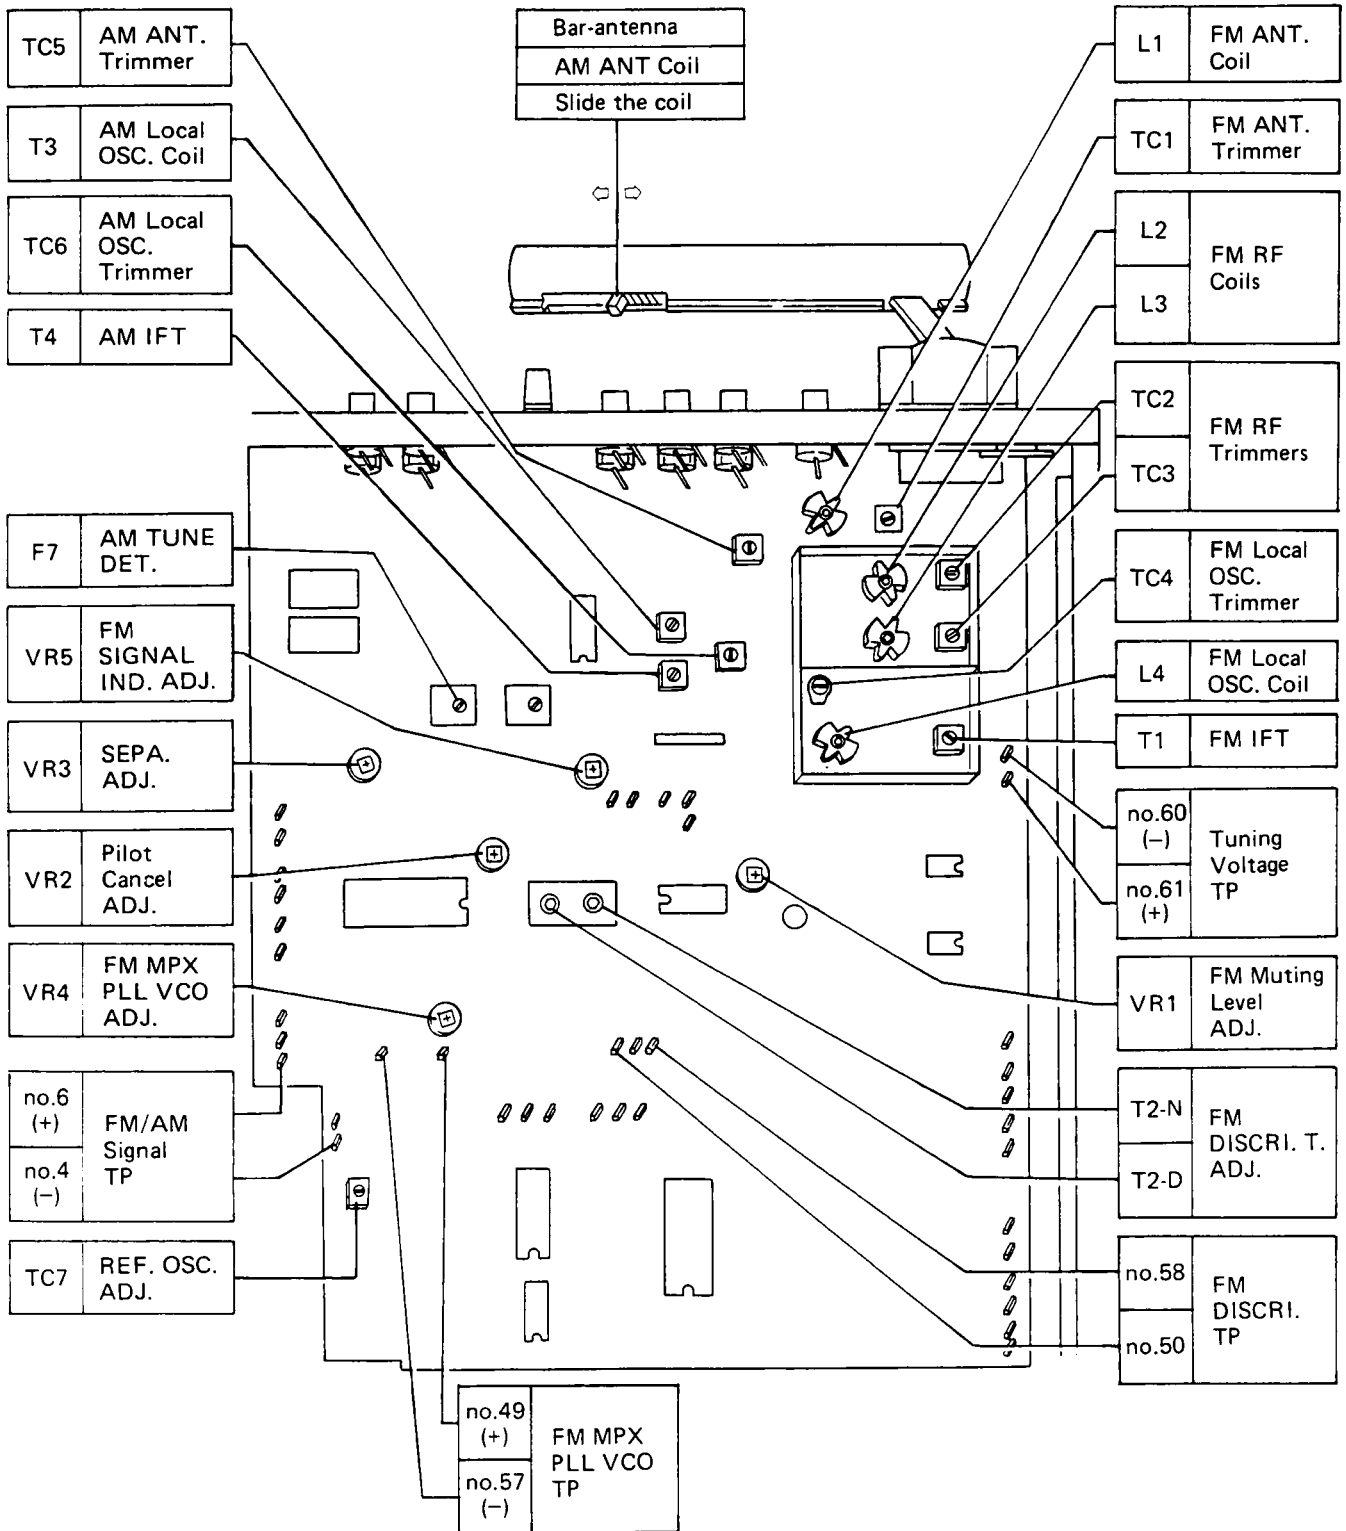 TC5
AM ANT.
Trimmer
T3
AM Local
OSC. Coil
TC6
AM Local
OSC.
Trimmer
T4
AM IFT
F7
AM TUNE
DET.
VR5
FM
SIGNAL
IND. ADJ.
VR3
SEPA.
ADJ.
VR2
Pilot
Cancel
ADJ.
VR4
FM MPX
PLL VCO
ADJ.
no.6
(+)
no.4
(−)
FM/AM
Signal
TP
TC7
REF. OSC.
ADJ.
Bar-antenna
AM ANT Coil
Slide the coil
L1
FM ANT.
Coil
TC1
FM ANT.
Trimmer
L2
L3
FM RF
Coils
TC2
TC3
FM RF
Trimmers
TC4
FM Local
OSC.
Trimmer
L4
FM Local
OSC. Coil
T1
FM IFT
no.60
(−)
no.61
(+)
Tuning
Voltage
TP
VR1
FM Muting
Level
ADJ.
T2-N
T2-D
FM
DISCRI. T.
ADJ.
no.58
no.50
FM
DISCRI.
TP
no.49
(+)
no.57
(−)
FM MPX
PLL VCO
TP